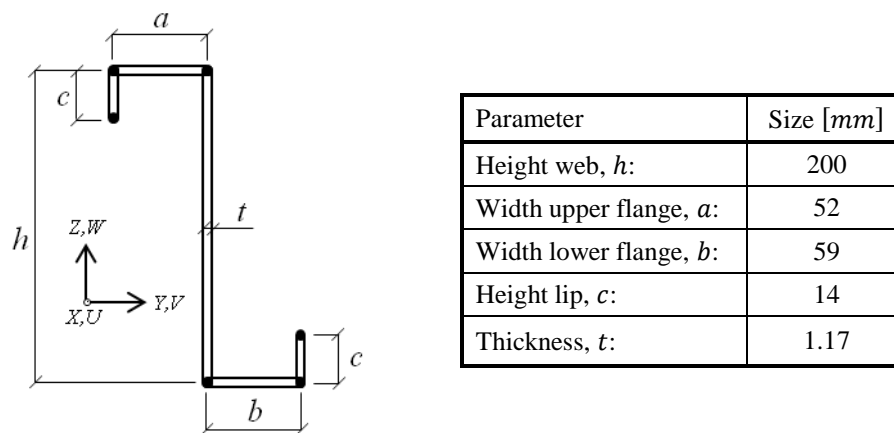 a
c
h
t
Z,W
X,U
Y,V
c
b
Parameter Size [mm]
Height web, h: 200
Width upper flange, a: 52
Width lower flange, b: 59
Height lip, c: 14
Thickness, t: 1.17